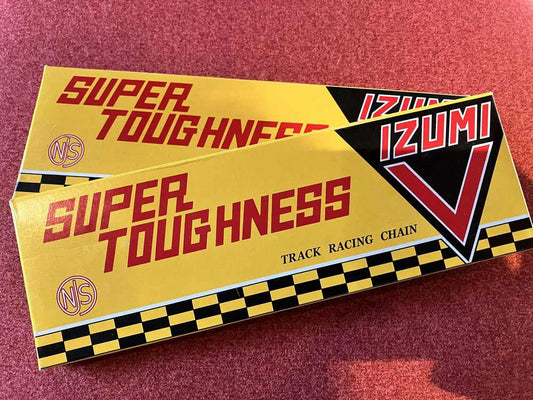 SUPER
TOUGHNESS
IZUMI
NJS
SUPER
TOUGHNESS
IZUMI
TRACK RACING CHAIN
NJS